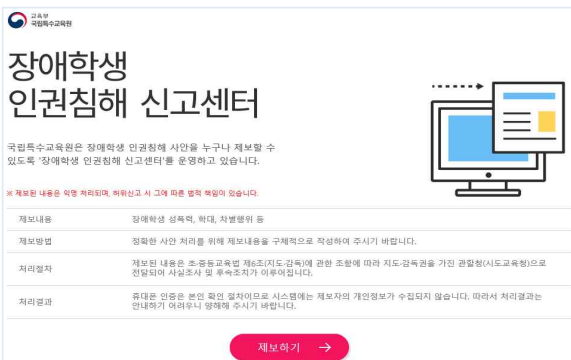 교육부
국립특수교육원
장애학생
인권침해 신고센터
국립특수교육원은 장애학생 인권침해 사안을 누구나 제보할 수
있도록 '장애학생 인권침해 신고센터'를 운영하고 있습니다.
※ 제보된 내용은 익명 처리되며, 허위신고 시 그에 따른 법적 책임이 있습니다.
제보내용 장애학생 성폭력, 학대, 차별행위 등
제보방법 정확한 사안 처리를 위해 제보내용을 구체적으로 작성하여 주시기 바랍니다.
제보된 내용은 초·중등교육법 제6조(지도·감독)에 관한 조항에 따라 지도·감독권을 가진 관할청(시도교육청)으로
처리절차
전달되어 사실조사 및 후속조치가 이루어집니다.
휴대폰 인증은 본인 확인 절차이므로 시스템에는 제보자의 개인정보가 수집되지 않습니다. 따라서 처리결과는
처리결과
안내하기 어려우니 양해해 주시기 바랍니다.
제보하기 →